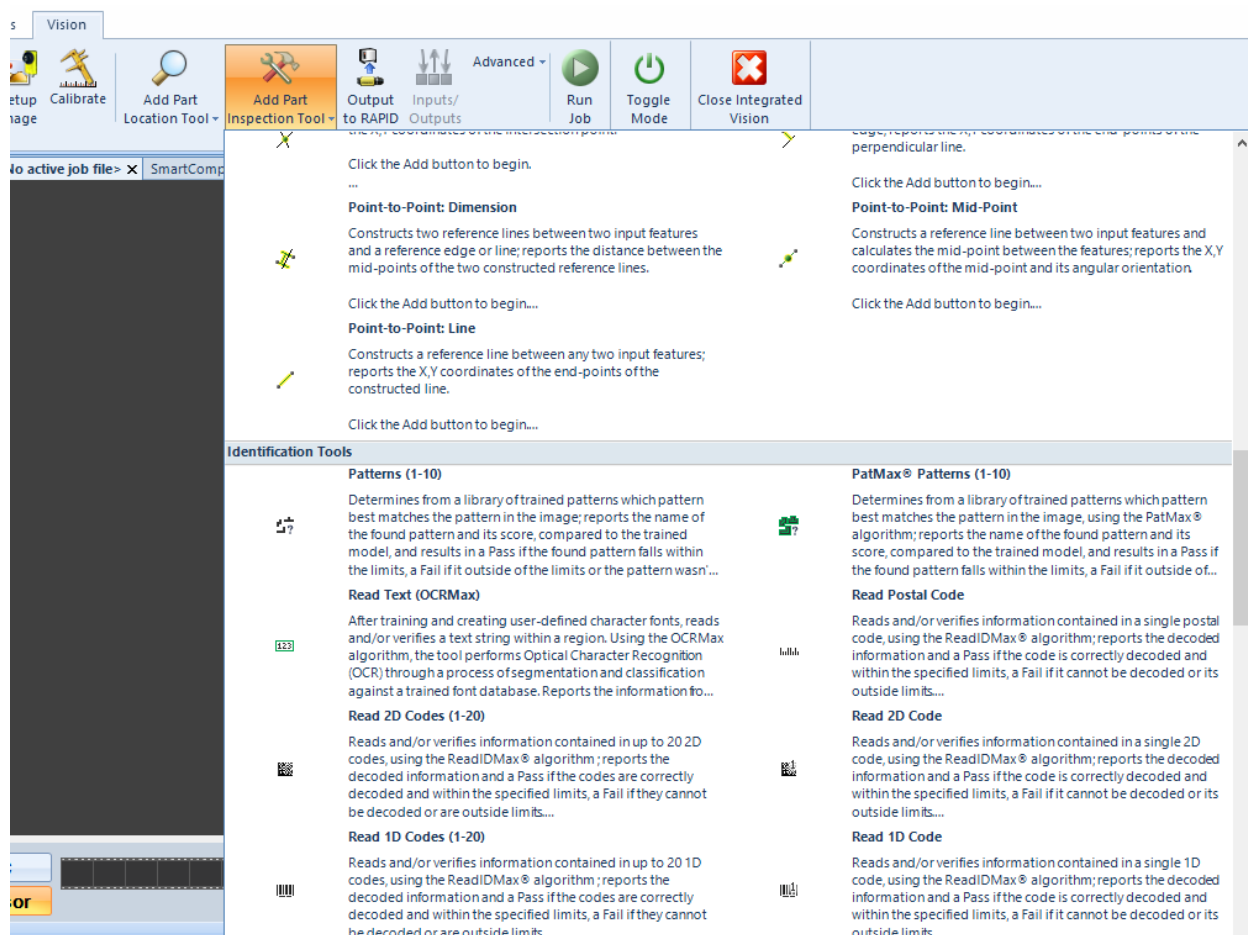 s Vision
etup Calibrate Add Part Add Part Output Inputs/ Advanced Run Toggle Close Integrated
nage Location Tool Inspection Tool to RAPID Outputs Job Mode Vision
the X,Y coordinates of the intersection point.
Click the Add button to begin.
...
edge, reports the X,Y coordinates of the end-points of the
perpendicular line.
Click the Add button to begin....
No active job file> X SmartComp
Point-to-Point: Dimension
Constructs two reference lines between two input features
and a reference edge or line; reports the distance between the
mid-points of the two constructed reference lines.
Click the Add button to begin....
Point-to-Point: Mid-Point
Constructs a reference line between two input features and
calculates the mid-point between the features; reports the X,Y
coordinates of the mid-point and its angular orientation.
Click the Add button to begin....
Point-to-Point: Line
Constructs a reference line between any two input features;
reports the X,Y coordinates of the end-points of the
constructed line.
Click the Add button to begin....
Identification Tools
Patterns (1-10)
Determines from a library of trained patterns which pattern
best matches the pattern in the image; reports the name of
the found pattern and its score, compared to the trained
model, and results in a Pass if the found pattern falls within
the limits, a Fail if it outside of the limits or the pattern wasn'...
PatMax® Patterns (1-10)
Determines from a library of trained patterns which pattern
best matches the pattern in the image, using the PatMax®
algorithm; reports the name of the found pattern and its
score, compared to the trained model, and results in a Pass if
the found pattern falls within the limits, a Fail if it outside of...
Read Text (OCRMax)
123
After training and creating user-defined character fonts, reads
and/or verifies a text string within a region. Using the OCRMax
algorithm, the tool performs Optical Character Recognition
(OCR) through a process of segmentation and classification
against a trained font database. Reports the information fro...
Read Postal Code
Reads and/or verifies information contained in a single postal
code, using the ReadIDMax® algorithm; reports the decoded
information and a Pass if the code is correctly decoded and
within the specified limits, a Fail if it cannot be decoded or its
outside limits....
Read 2D Codes (1-20)
Reads and/or verifies information contained in up to 20 2D
codes, using the ReadIDMax® algorithm ; reports the
decoded information and a Pass if the codes are correctly
decoded and within the specified limits, a Fail if they cannot
be decoded or are outside limits....
Read 2D Code
Reads and/or verifies information contained in a single 2D
code, using the ReadIDMax® algorithm; reports the decoded
information and a Pass if the code is correctly decoded and
within the specified limits, a Fail if it cannot be decoded or its
outside limits....
Read 1D Codes (1-20)
Reads and/or verifies information contained in up to 20 1D
codes, using the ReadIDMax® algorithm ; reports the
decoded information and a Pass if the codes are correctly
decoded and within the specified limits, a Fail if they cannot
be decoded or are outside limits
Read 1D Code
Reads and/or verifies information contained in a single 1D
code, using the ReadIDMax® algorithm; reports the decoded
information and a Pass if the code is correctly decoded and
within the specified limits, a Fail if it cannot be decoded or its
outside limits
or